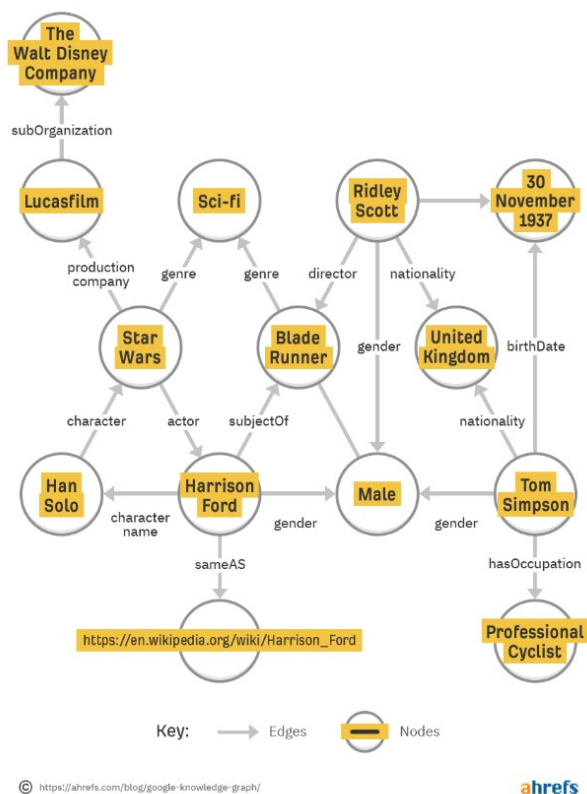 The
Walt Disney
Company
subOrganization
Lucasfilm
Sci-fi
Ridley
Scott
30
November
1937
production
company
genre
genre
director
nationality
Star
Wars
Blade
Runner
gender
United
Kingdom
birthDate
character
actor
subjectOf
nationality
Han
Solo
Harrison
Ford
Male
Tom
Simpson
character
name
gender
gender
sameAS
hasOccupation
https://en.wikipedia.org/wiki/Harrison_Ford
Professional
Cyclist
Key:
Edges
Nodes
© https://ahrefs.com/blog/google-knowledge-graph/
ahrefs